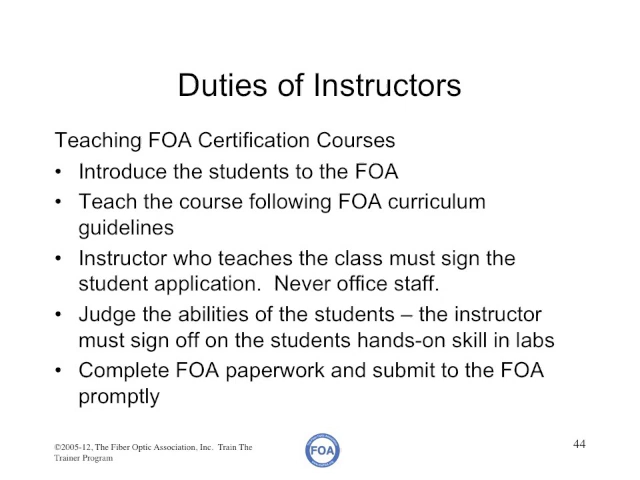 Duties of Instructors
Teaching FOA Certification Courses
• Introduce the students to the FOA
• Teach the course following FOA curriculum
guidelines
• Instructor who teaches the class must sign the
student application.  Never office staff.
• Judge the abilities of the students – the instructor
must sign off on the students hands-on skill in labs
• Complete FOA paperwork and submit to the FOA
promptly
©2005-12, The Fiber Optic Association, Inc.  Train The
Trainer Program
FOA
44